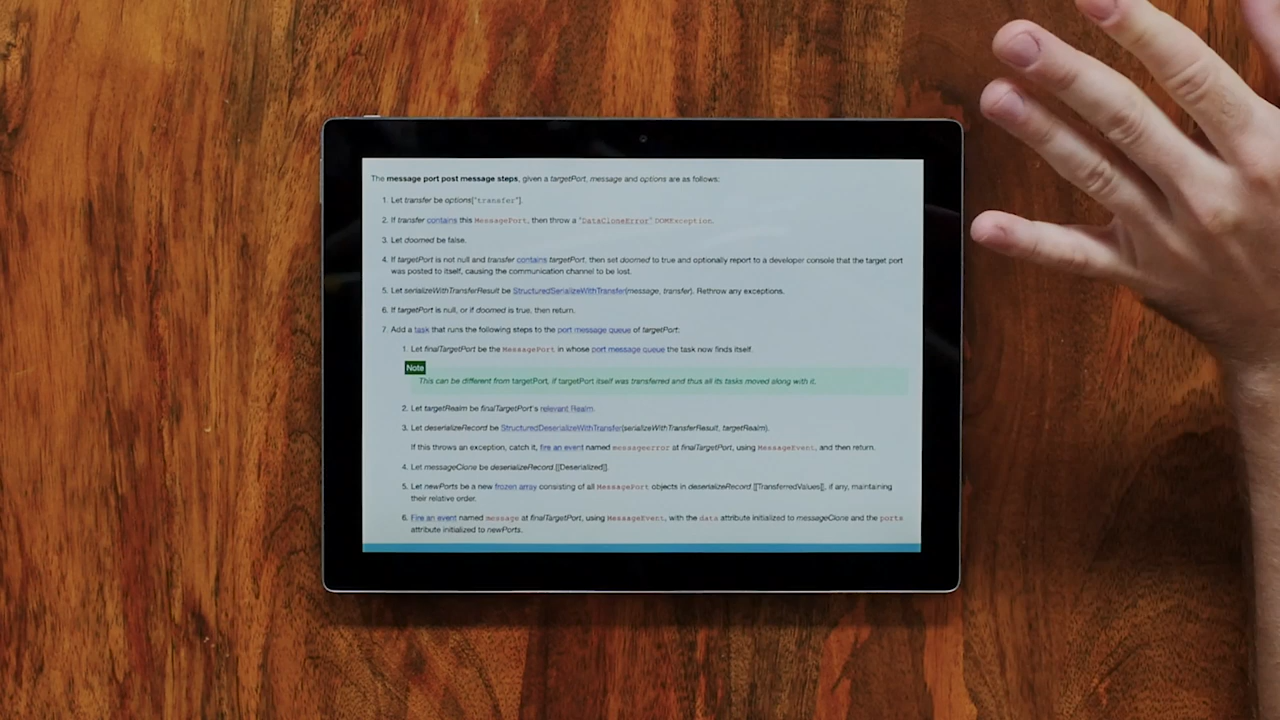 The message port post message steps, given a targetPort, message and options are as follows:
1. Let transfer be options["transfer"].
2. If transfer contains this MessagePort, then throw a "DataCloneError" DOMException.
3. Let doomed be false.
4. If targetPort is not null and transfer contains targetPort, then set doomed to true and optionally report to a developer console that the target port
was posted to itself, causing the communication channel to be lost.
5. Let serializeWithTransferResult be StructuredSerializeWithTransfer(message, transfer). Rethrow any exceptions.
6. If targetPort is null, or if doomed is true, then return.
7. Add a task that runs the following steps to the port message queue of targetPort:
1. Let finalTargetPort be the MessagePort in whose port message queue the task now finds itself.
Note
This can be different from targetPort, if targetPort itself was transferred and thus all its tasks moved along with it.
2. Let targetRealm be finalTargetPort's relevant Realm.
3. Let deserializeRecord be StructuredDeserializeWithTransfer(serializeWithTransferResult, targetRealm).
If this throws an exception, catch it, fire an event named messageerror at finalTargetPort, using MessageEvent, and then return.
4. Let messageClone be deserializeRecord.[[Deserialized]].
5. Let newPorts be a new frozen array consisting of all MessagePort objects in deserializeRecord.[[TransferredValues]], if any, maintaining
their relative order.
6. Fire an event named message at finalTargetPort, using MessageEvent, with the data attribute initialized to messageClone and the ports
attribute initialized to newPorts.